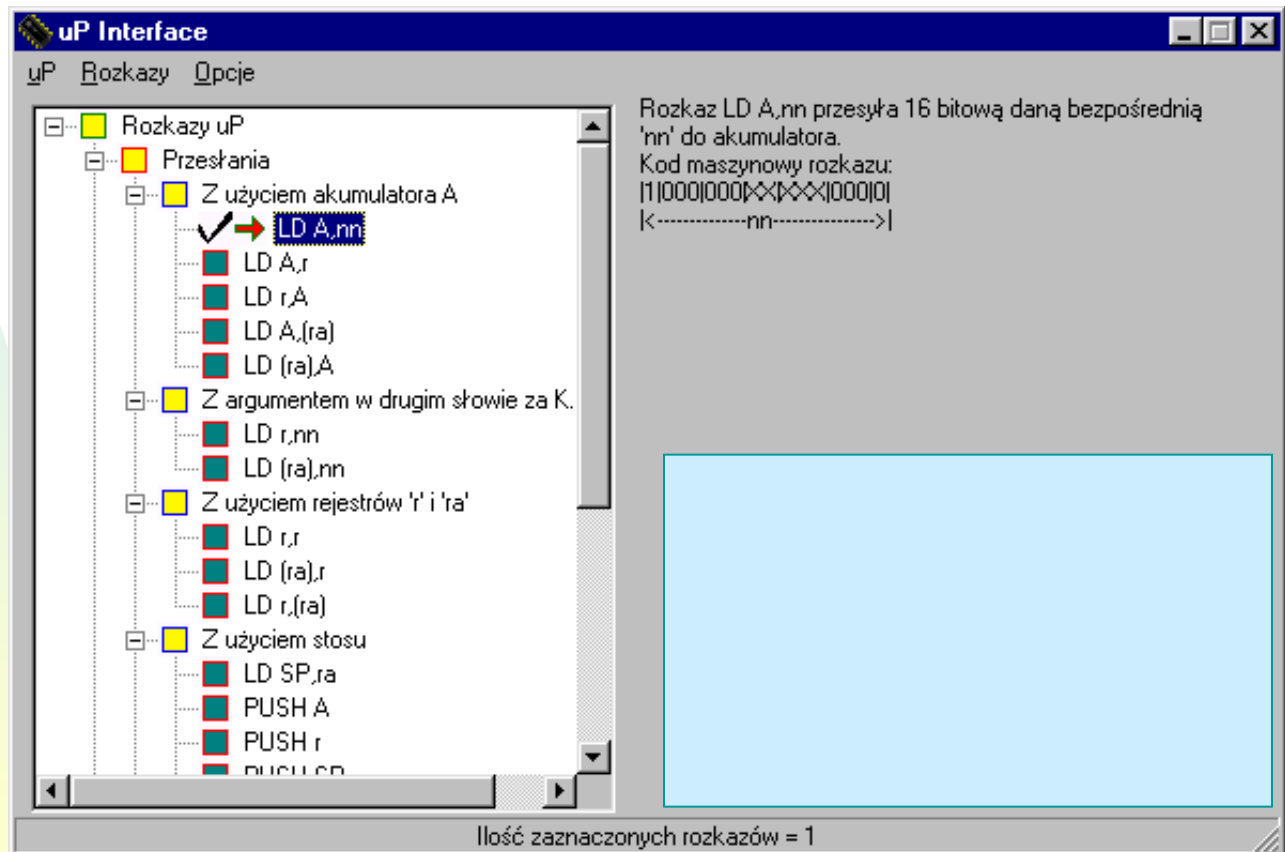 uP Interface
uP Rozkazy Opcje
Rozkazy uP
Przesłania
Z użyciem akumulatora A
LD A,nn
LD A,r
LD r,A
LD A,(ra)
LD (ra),A
Z argumentem w drugim słowie za K.
LD r,nn
LD (ra),nn
Z użyciem rejestrów 'r' i 'ra'
LD r,r
LD (ra),r
LD r,(ra)
Z użyciem stosu
LD SP,ra
PUSH A
PUSH r
PUSH SP
Rozkaz LD A,nn przesyła 16 bitową daną bezpośrednią
'nn' do akumulatora.
Kod maszynowy rozkazu:
|1|000|000|XX|XXX|000|0|
|<--------------nn--------------->|
Ilość zaznaczonych rozkazów = 1